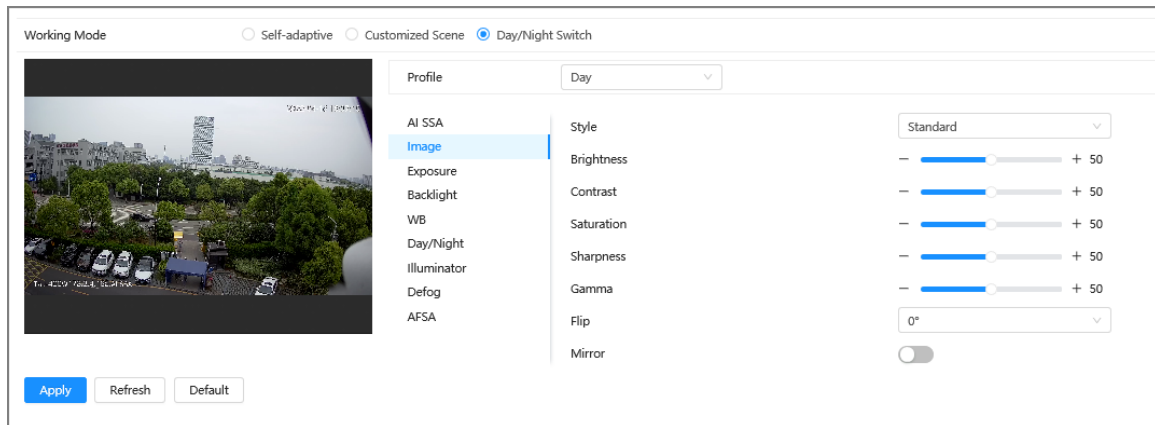 Working Mode Self-adaptive Customized Scene Day/Night Switch
Profile Day
AI SSA
Image
Exposure
Backlight
WB
Day/Night
Illuminator
Defog
AFSA
Style Standard
Brightness − + 50
Contrast − + 50
Saturation − + 50
Sharpness − + 50
Gamma − + 50
Flip 0°
Mirror
Apply Refresh Default